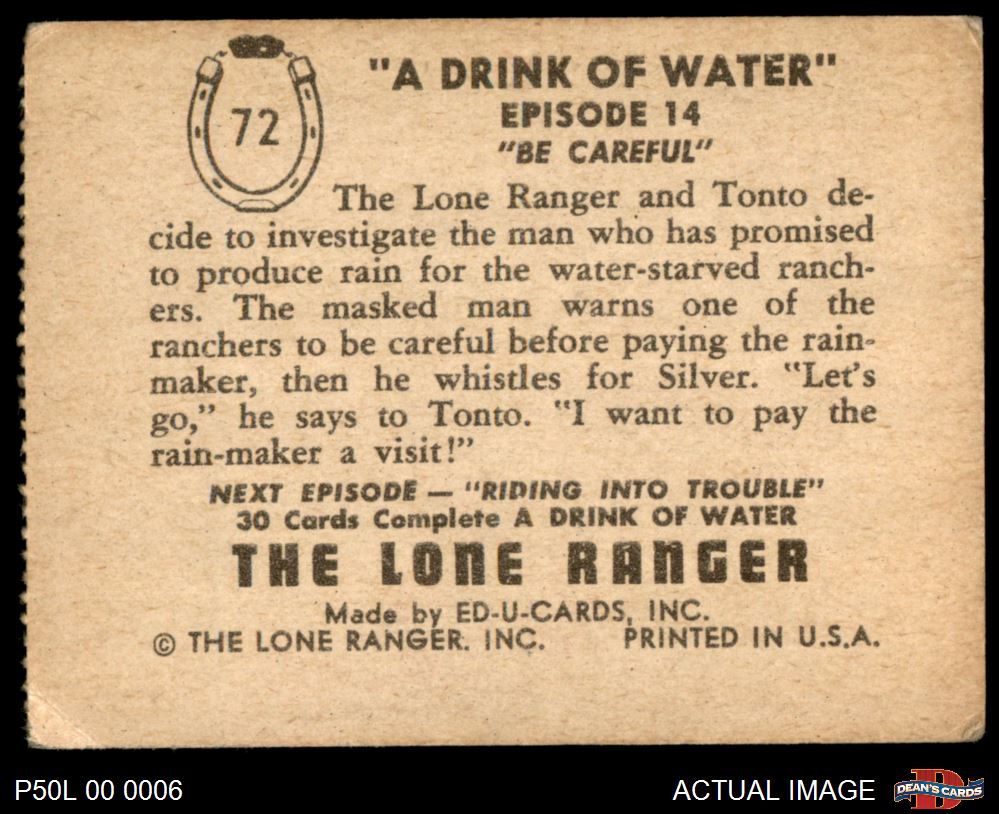 72
"A DRINK OF WATER"
EPISODE 14
"BE CAREFUL"
The Lone Ranger and Tonto de-
cide to investigate the man who has promised
to produce rain for the water-starved ranch-
ers. The masked man warns one of the
ranchers to be careful before paying the rain-
maker, then he whistles for Silver. "Let's
go," he says to Tonto. "I want to pay the
rain-maker a visit!"
NEXT EPISODE — "RIDING INTO TROUBLE"
30 Cards Complete A DRINK OF WATER
THE LONE RANGER
Made by ED-U-CARDS, INC.
© THE LONE RANGER. INC. PRINTED IN U.S.A.
P50L 00 0006 ACTUAL IMAGE DEAN'S CARDS